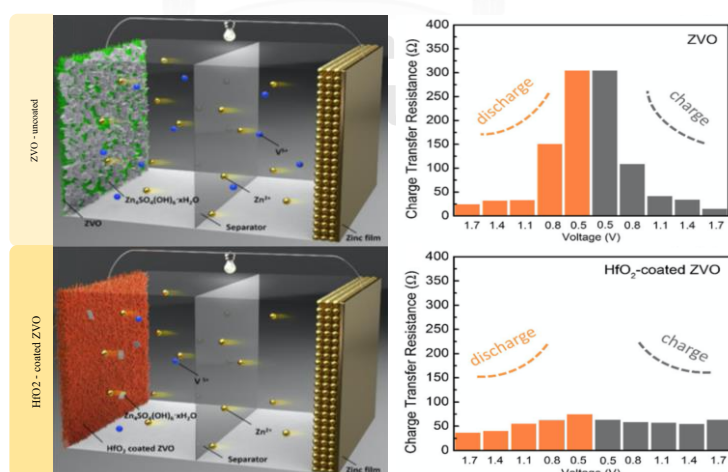 ZVO - uncoated
V⁵⁺
Zn₄SO₄(OH)₆·xH₂O
Zn²⁺
ZVO
Separator
Zinc film
Charge Transfer Resistance (Ω)
400
350
300
250
200
150
100
50
0
ZVO
discharge
charge
1.7 1.4 1.1 0.8 0.5 0.5 0.8 1.1 1.4 1.7
Voltage (V)
HfO2 - coated ZVO
V ⁵⁺
Zn₄SO₄(OH)₆·xH₂O
Zn²⁺
HfO₂ coated ZVO
Separator
Zinc film
Charge Transfer Resistance (Ω)
400
350
300
250
200
150
100
50
0
HfO₂-coated ZVO
discharge
charge
1.7 1.4 1.1 0.8 0.5 0.5 0.8 1.1 1.4 1.7
Voltage (V)